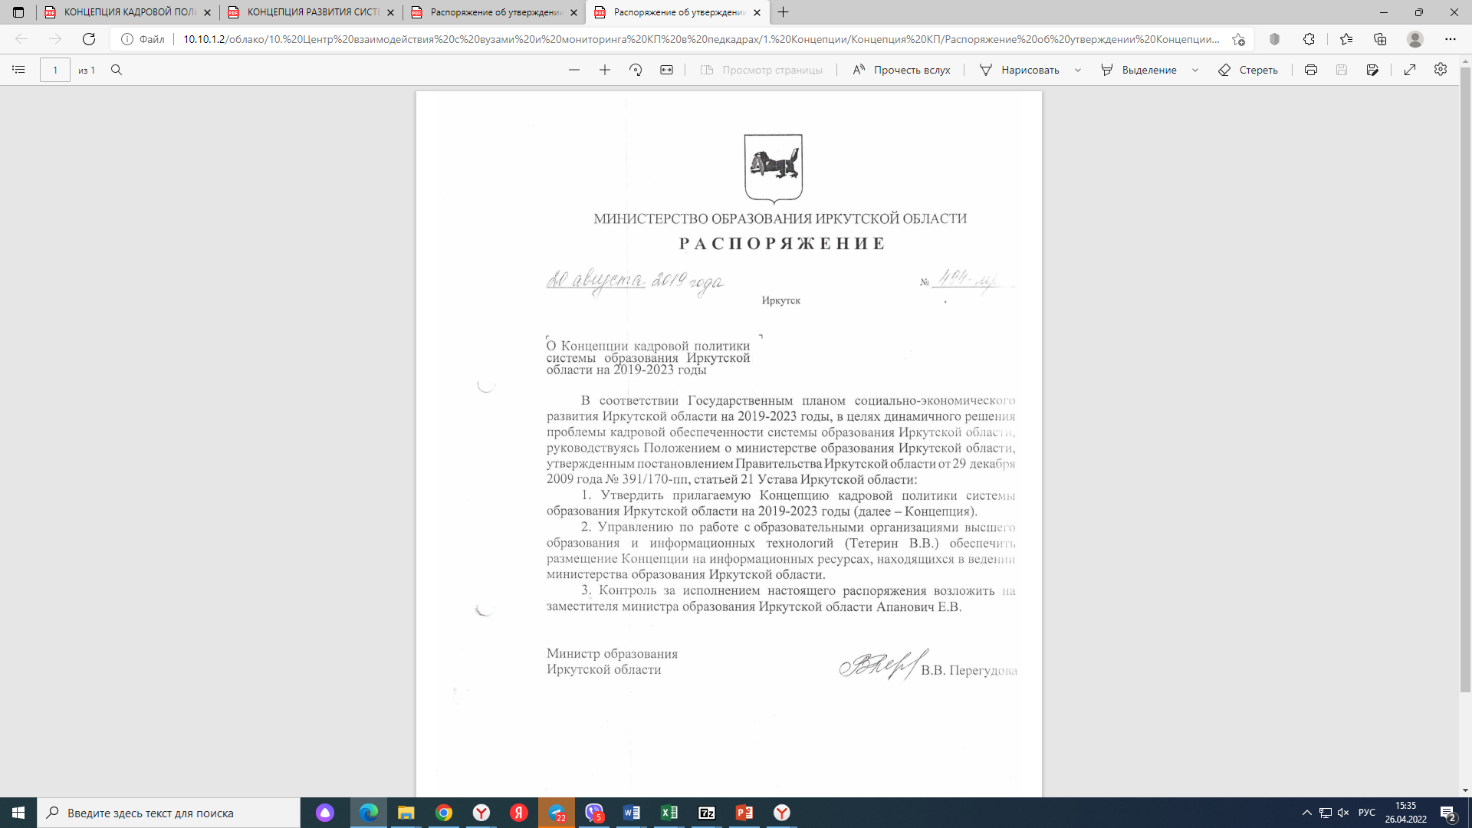 КОНЦЕПЦИЯ КАДРОВОЙ ПОЛ
КОНЦЕПЦИЯ РАЗВИТИЯ СИСТ
Распоряжение об утверждени
Распоряжение об утверждени
Файл
10.10.1.2/облако/10.%20Центр%20взаимодействия%20с%20вузами%20и%20мониторинга%20КП%20в%20педкадрах/1.%20Концепции/Концепция%20КП/Распоряжение%20об%20утверждении%20Концепции...
1 из 1
Просмотр страницы
Прочесть вслух
Нарисовать
Выделение
Стереть
МИНИСТЕРСТВО ОБРАЗОВАНИЯ ИРКУТСКОЙ ОБЛАСТИ
РАСПОРЯЖЕНИЕ
20 августа 2019 года
№
Иркутск
О Концепции кадровой политики
системы образования Иркутской
области на 2019-2023 годы
В соответствии Государственным планом социально-экономического
развития Иркутской области на 2019-2023 годы, в целях динамичного решения
проблемы кадровой обеспеченности системы образования Иркутской области,
руководствуясь Положением о министерстве образования Иркутской области,
утвержденным постановлением Правительства Иркутской области от 29 декабря
2009 года № 391/170-пп, статьей 21 Устава Иркутской области:
1. Утвердить прилагаемую Концепцию кадровой политики системы
образования Иркутской области на 2019-2023 годы (далее – Концепция).
2. Управлению по работе с образовательными организациями высшего
образования и информационных технологий (Тетерин В.В.) обеспечить
размещение Концепции на информационных ресурсах, находящихся в ведении
министерства образования Иркутской области.
3. Контроль за исполнением настоящего распоряжения возложить на
заместителя министра образования Иркутской области Апанович Е.В.
Министр образования
Иркутской области
В.В. Перегудова
Введите здесь текст для поиска
22
5
РУС
15:35
26.04.2022
2